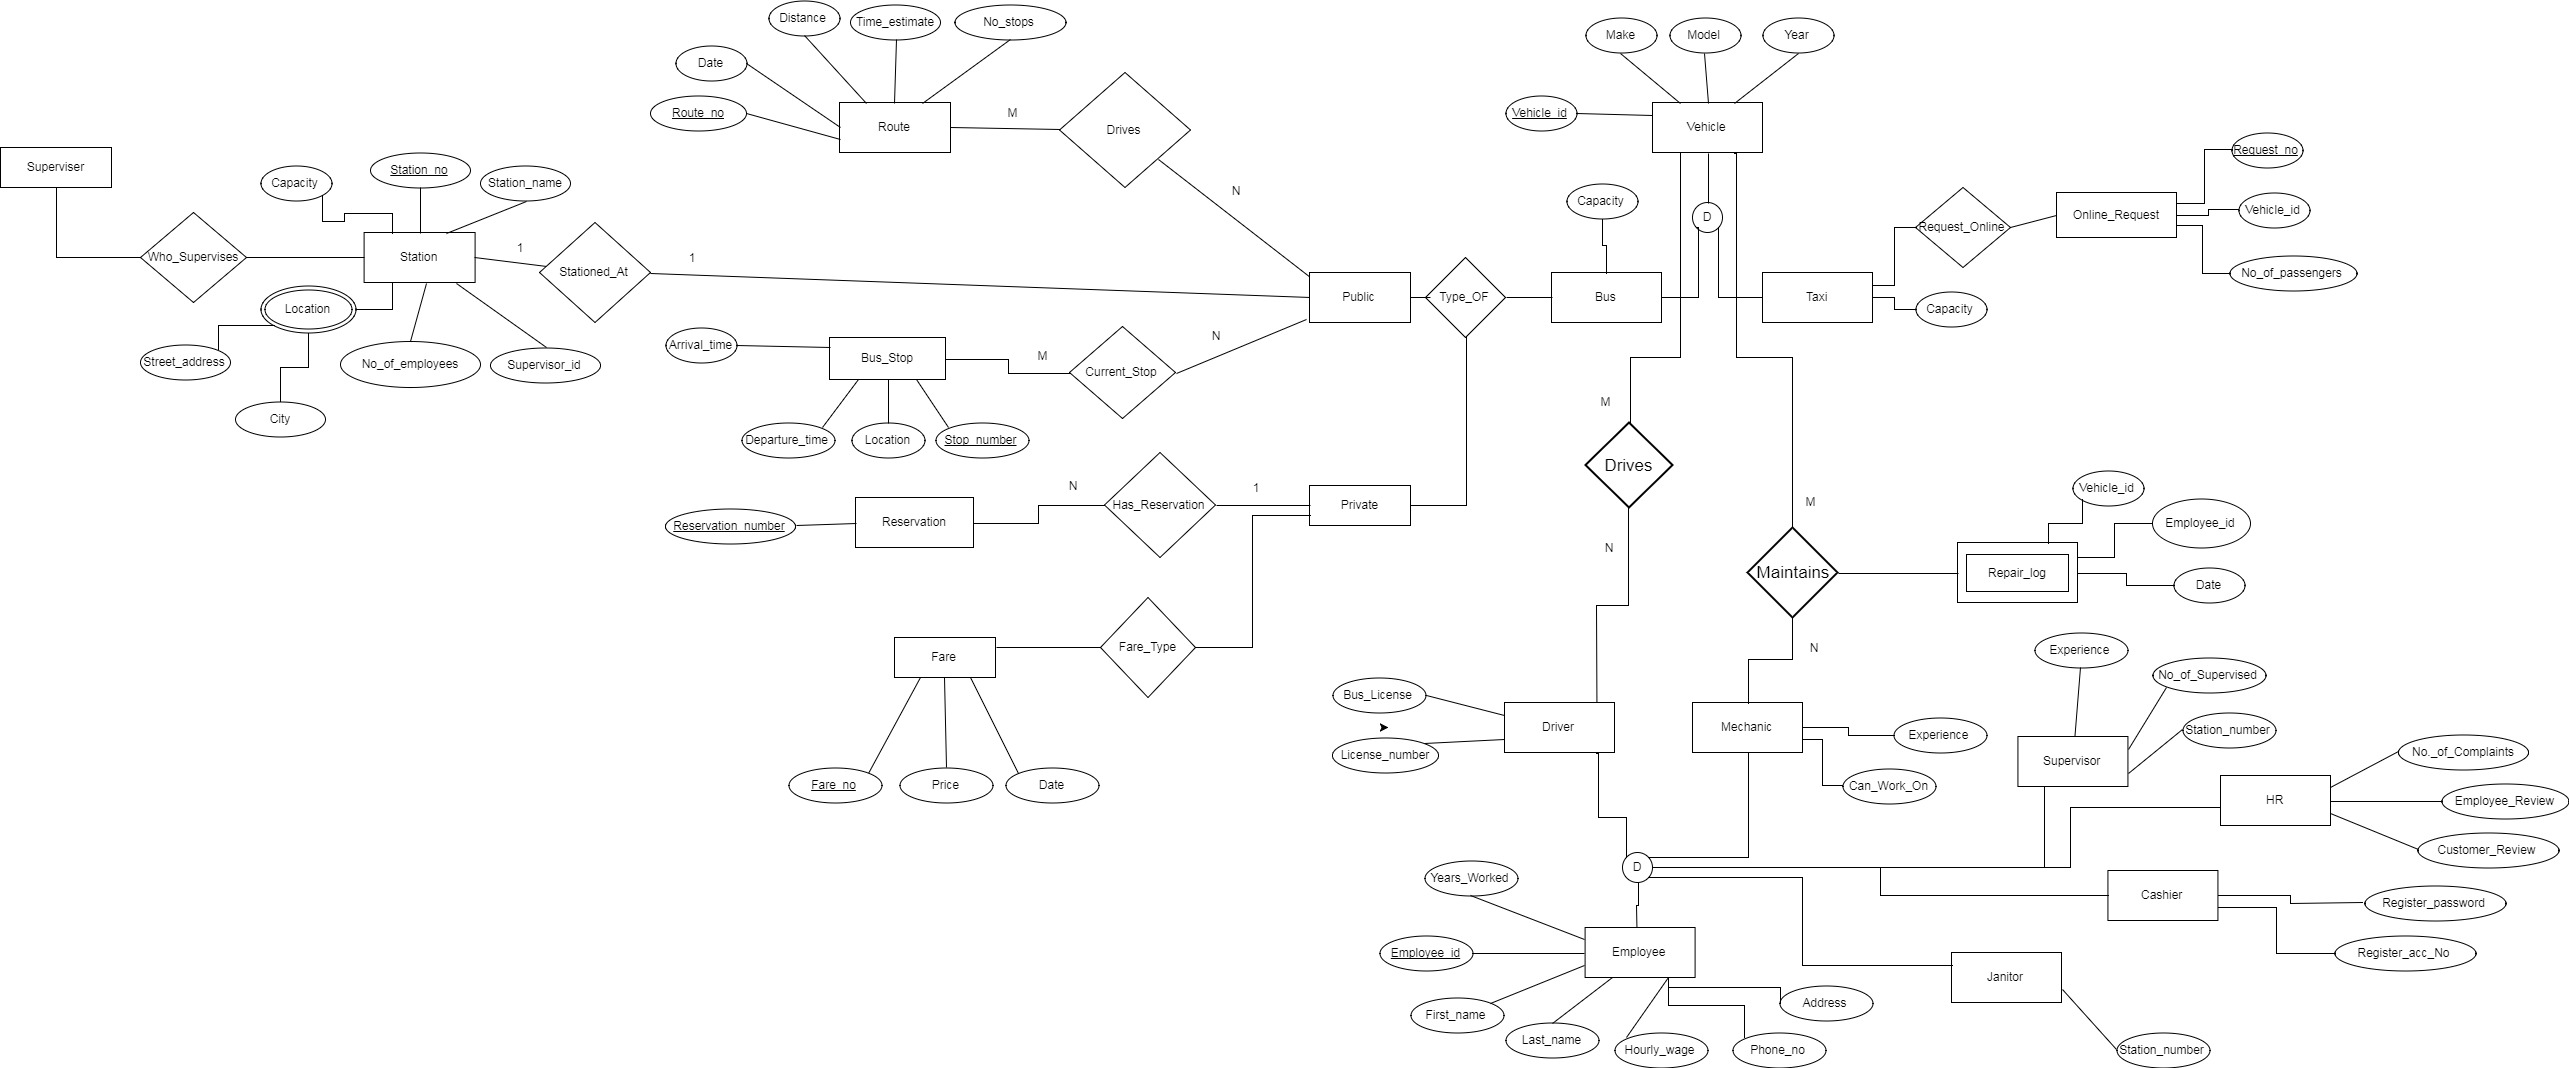 Distance
Time_estimate
No_stops
Make
Model
Year
Date
Route_no
Route
M
Drives
Vehicle_id
Vehicle
Superviser
Capacity
Station_no
Station_name
N
Capacity
D
Request_no
Request_Online
Online_Request
Vehicle_id
Who_Supervises
Station
1
Stationed_At
1
No_of_passengers
Public
Type_OF
Bus
Taxi
Capacity
Location
Street_address
No_of_employees
Supervisor_id
City
Arrival_time
Bus_Stop
M
Current_Stop
N
Departure_time
Location
Stop_number
M
Drives
N
Reservation_number
Reservation
N
Has_Reservation
1
Private
M
Maintains
N
Vehicle_id
Employee_id
Repair_log
Date
Fare
Fare_Type
Fare_no
Price
Date
Bus_License
License_number
Driver
Mechanic
Experience
Can_Work_On
Experience
No_of_Supervised
Station_number
Supervisor
HR
No._of_Complaints
Employee_Review
Customer_Review
D
Cashier
Register_password
Register_acc_No
Years_Worked
Employee_id
Employee
First_name
Last_name
Hourly_wage
Phone_no
Address
Janitor
Station_number